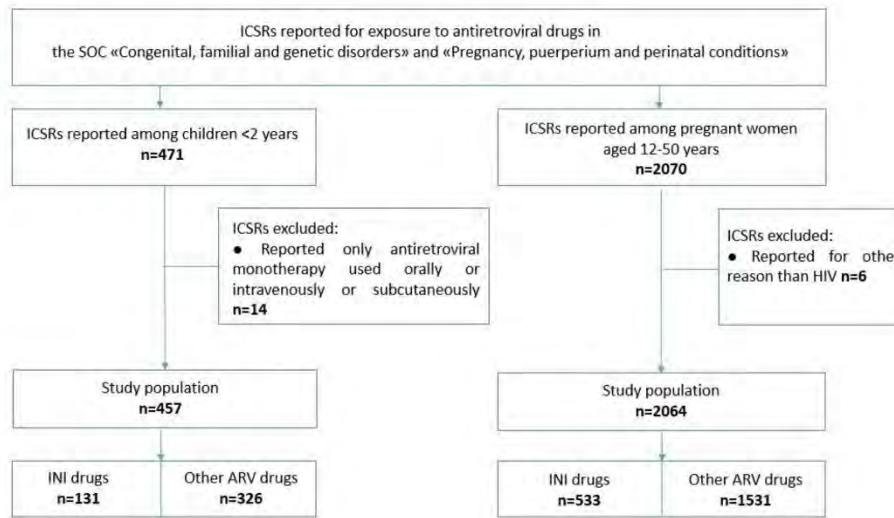 ICSRs reported for exposure to antiretroviral drugs in
the SOC «Congenital, familial and genetic disorders» and «Pregnancy, puerperium and perinatal conditions»
ICSRs reported among children <2 years
n=471
ICSRs reported among pregnant women
aged 12-50 years
n=2070
ICSRs excluded:
● Reported only antiretroviral
monotherapy used orally or
intravenously or subcutaneously
n=14
ICSRs excluded:
● Reported for other
reason than HIV n=6
Study population
n=457
Study population
n=2064
INI drugs
n=131
Other ARV drugs
n=326
INI drugs
n=533
Other ARV drugs
n=1531